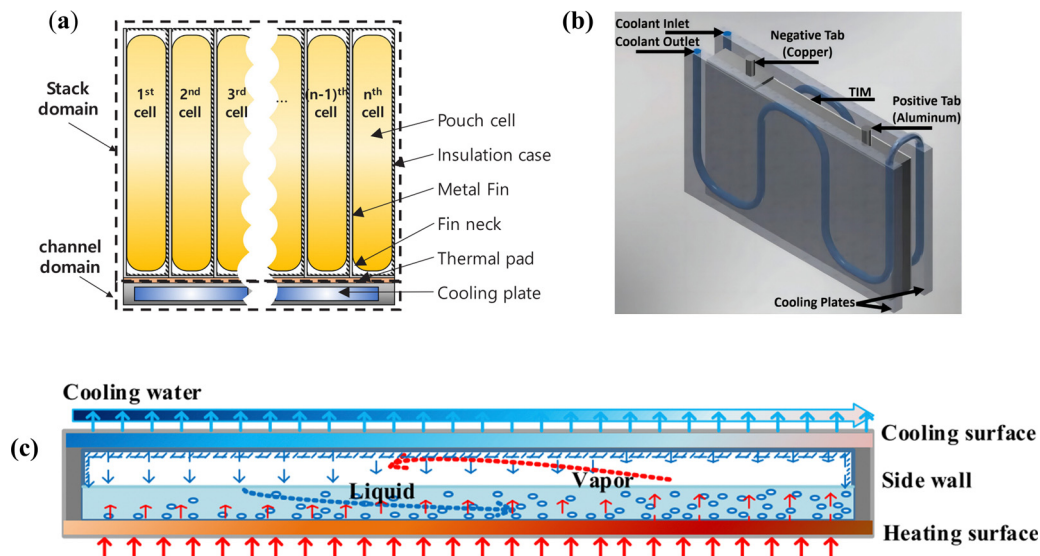 (a)
1st 2nd 3rd ... (n-1)th nth
cell cell cell cell cell
Stack
domain
Pouch cell
Insulation case
Metal Fin
Fin neck
channel
domain
Thermal pad
Cooling plate
(b)
Coolant Inlet
Coolant Outlet
Negative Tab
(Copper)
TIM
Positive Tab
(Aluminum)
Cooling Plates
(c)
Cooling water
Cooling surface
Liquid
Vapor
Side wall
Heating surface